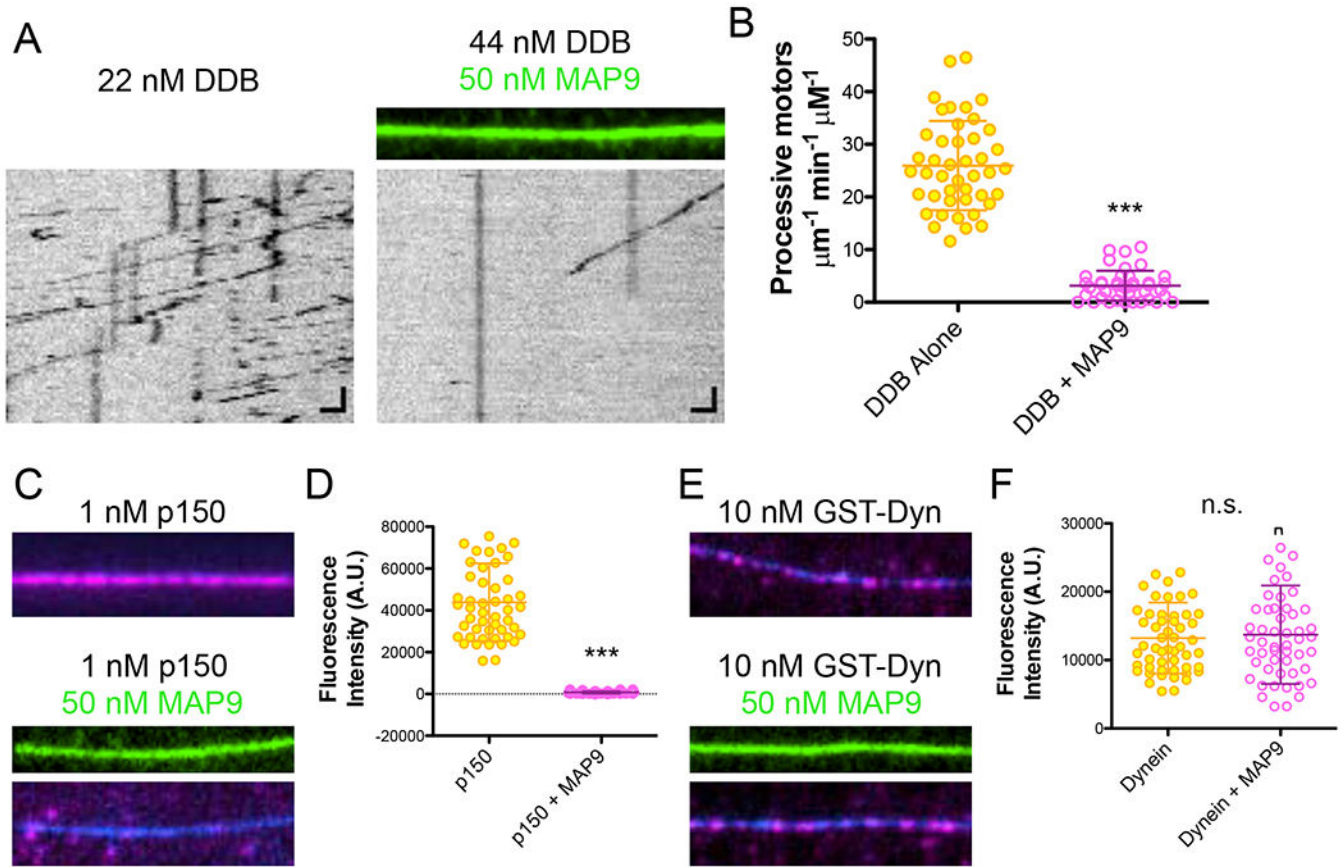 A
22 nM DDB
44 nM DDB
50 nM MAP9
B
Processive motors
μm⁻¹ min⁻¹ μM⁻¹
50
40
30
20
10
0
***
DDB Alone
DDB + MAP9
C
1 nM p150
1 nM p150
50 nM MAP9
D
Fluorescence
Intensity (A.U.)
80000
60000
40000
20000
0
-20000
***
p150
p150 + MAP9
E
10 nM GST-Dyn
10 nM GST-Dyn
50 nM MAP9
F
n.s.
Fluorescence
Intensity (A.U.)
30000
20000
10000
0
Dynein
Dynein + MAP9